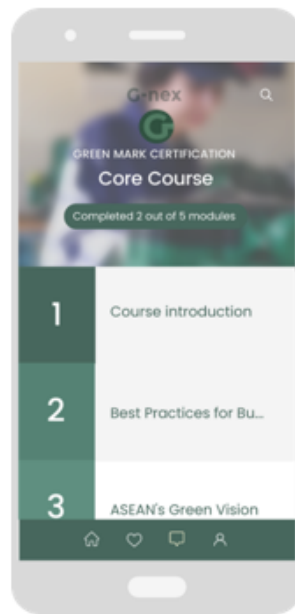 G-nex
GREEN MARK CERTIFICATION
Core Course
Completed 2 out of 5 modules
1
Course introduction
2
Best Practices for Bu...
3
ASEAN's Green Vision